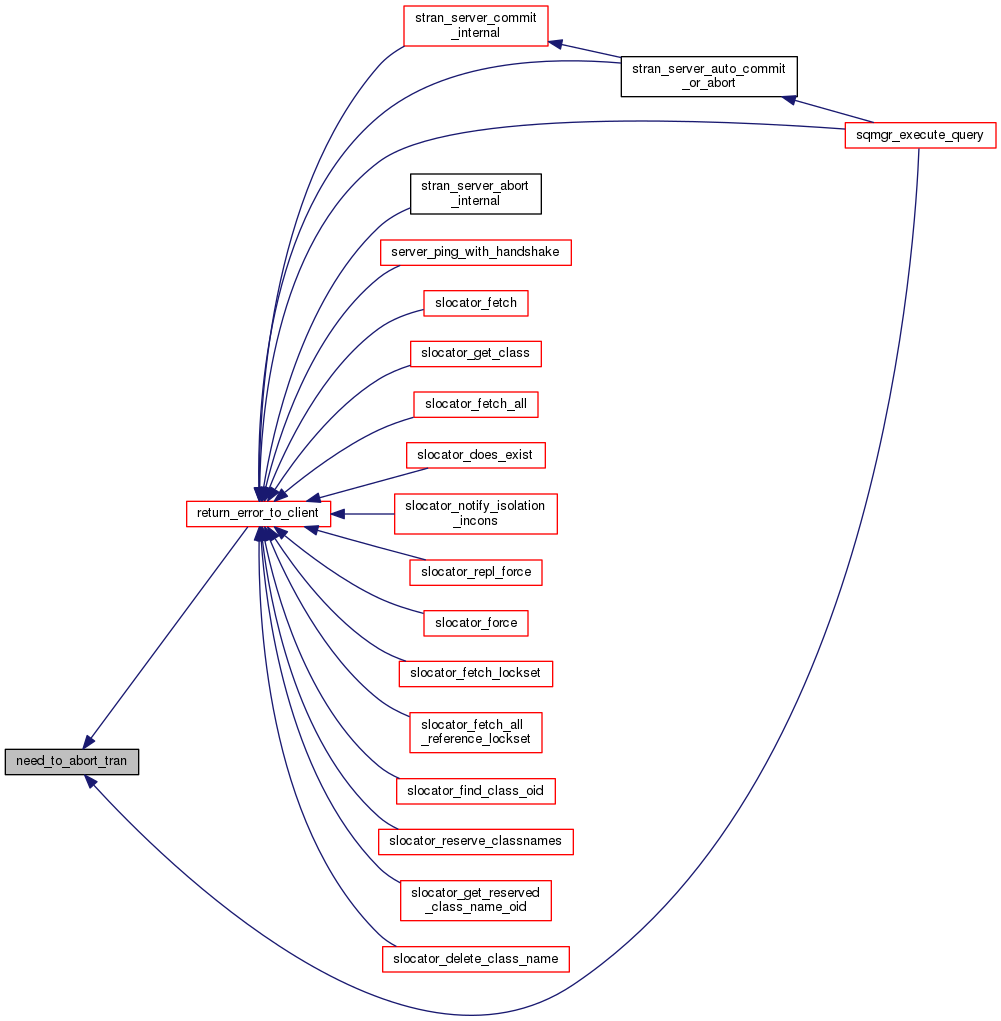 stran_server_commit
_internal
stran_server_auto_commit
_or_abort
sqmgr_execute_query
stran_server_abort
_internal
server_ping_with_handshake
slocator_fetch
slocator_get_class
slocator_fetch_all
slocator_does_exist
slocator_notify_isolation
_incons
return_error_to_client
slocator_repl_force
slocator_force
slocator_fetch_lockset
slocator_fetch_all
_reference_lockset
need_to_abort_tran
slocator_find_class_oid
slocator_reserve_classnames
slocator_get_reserved
_class_name_oid
slocator_delete_class_name